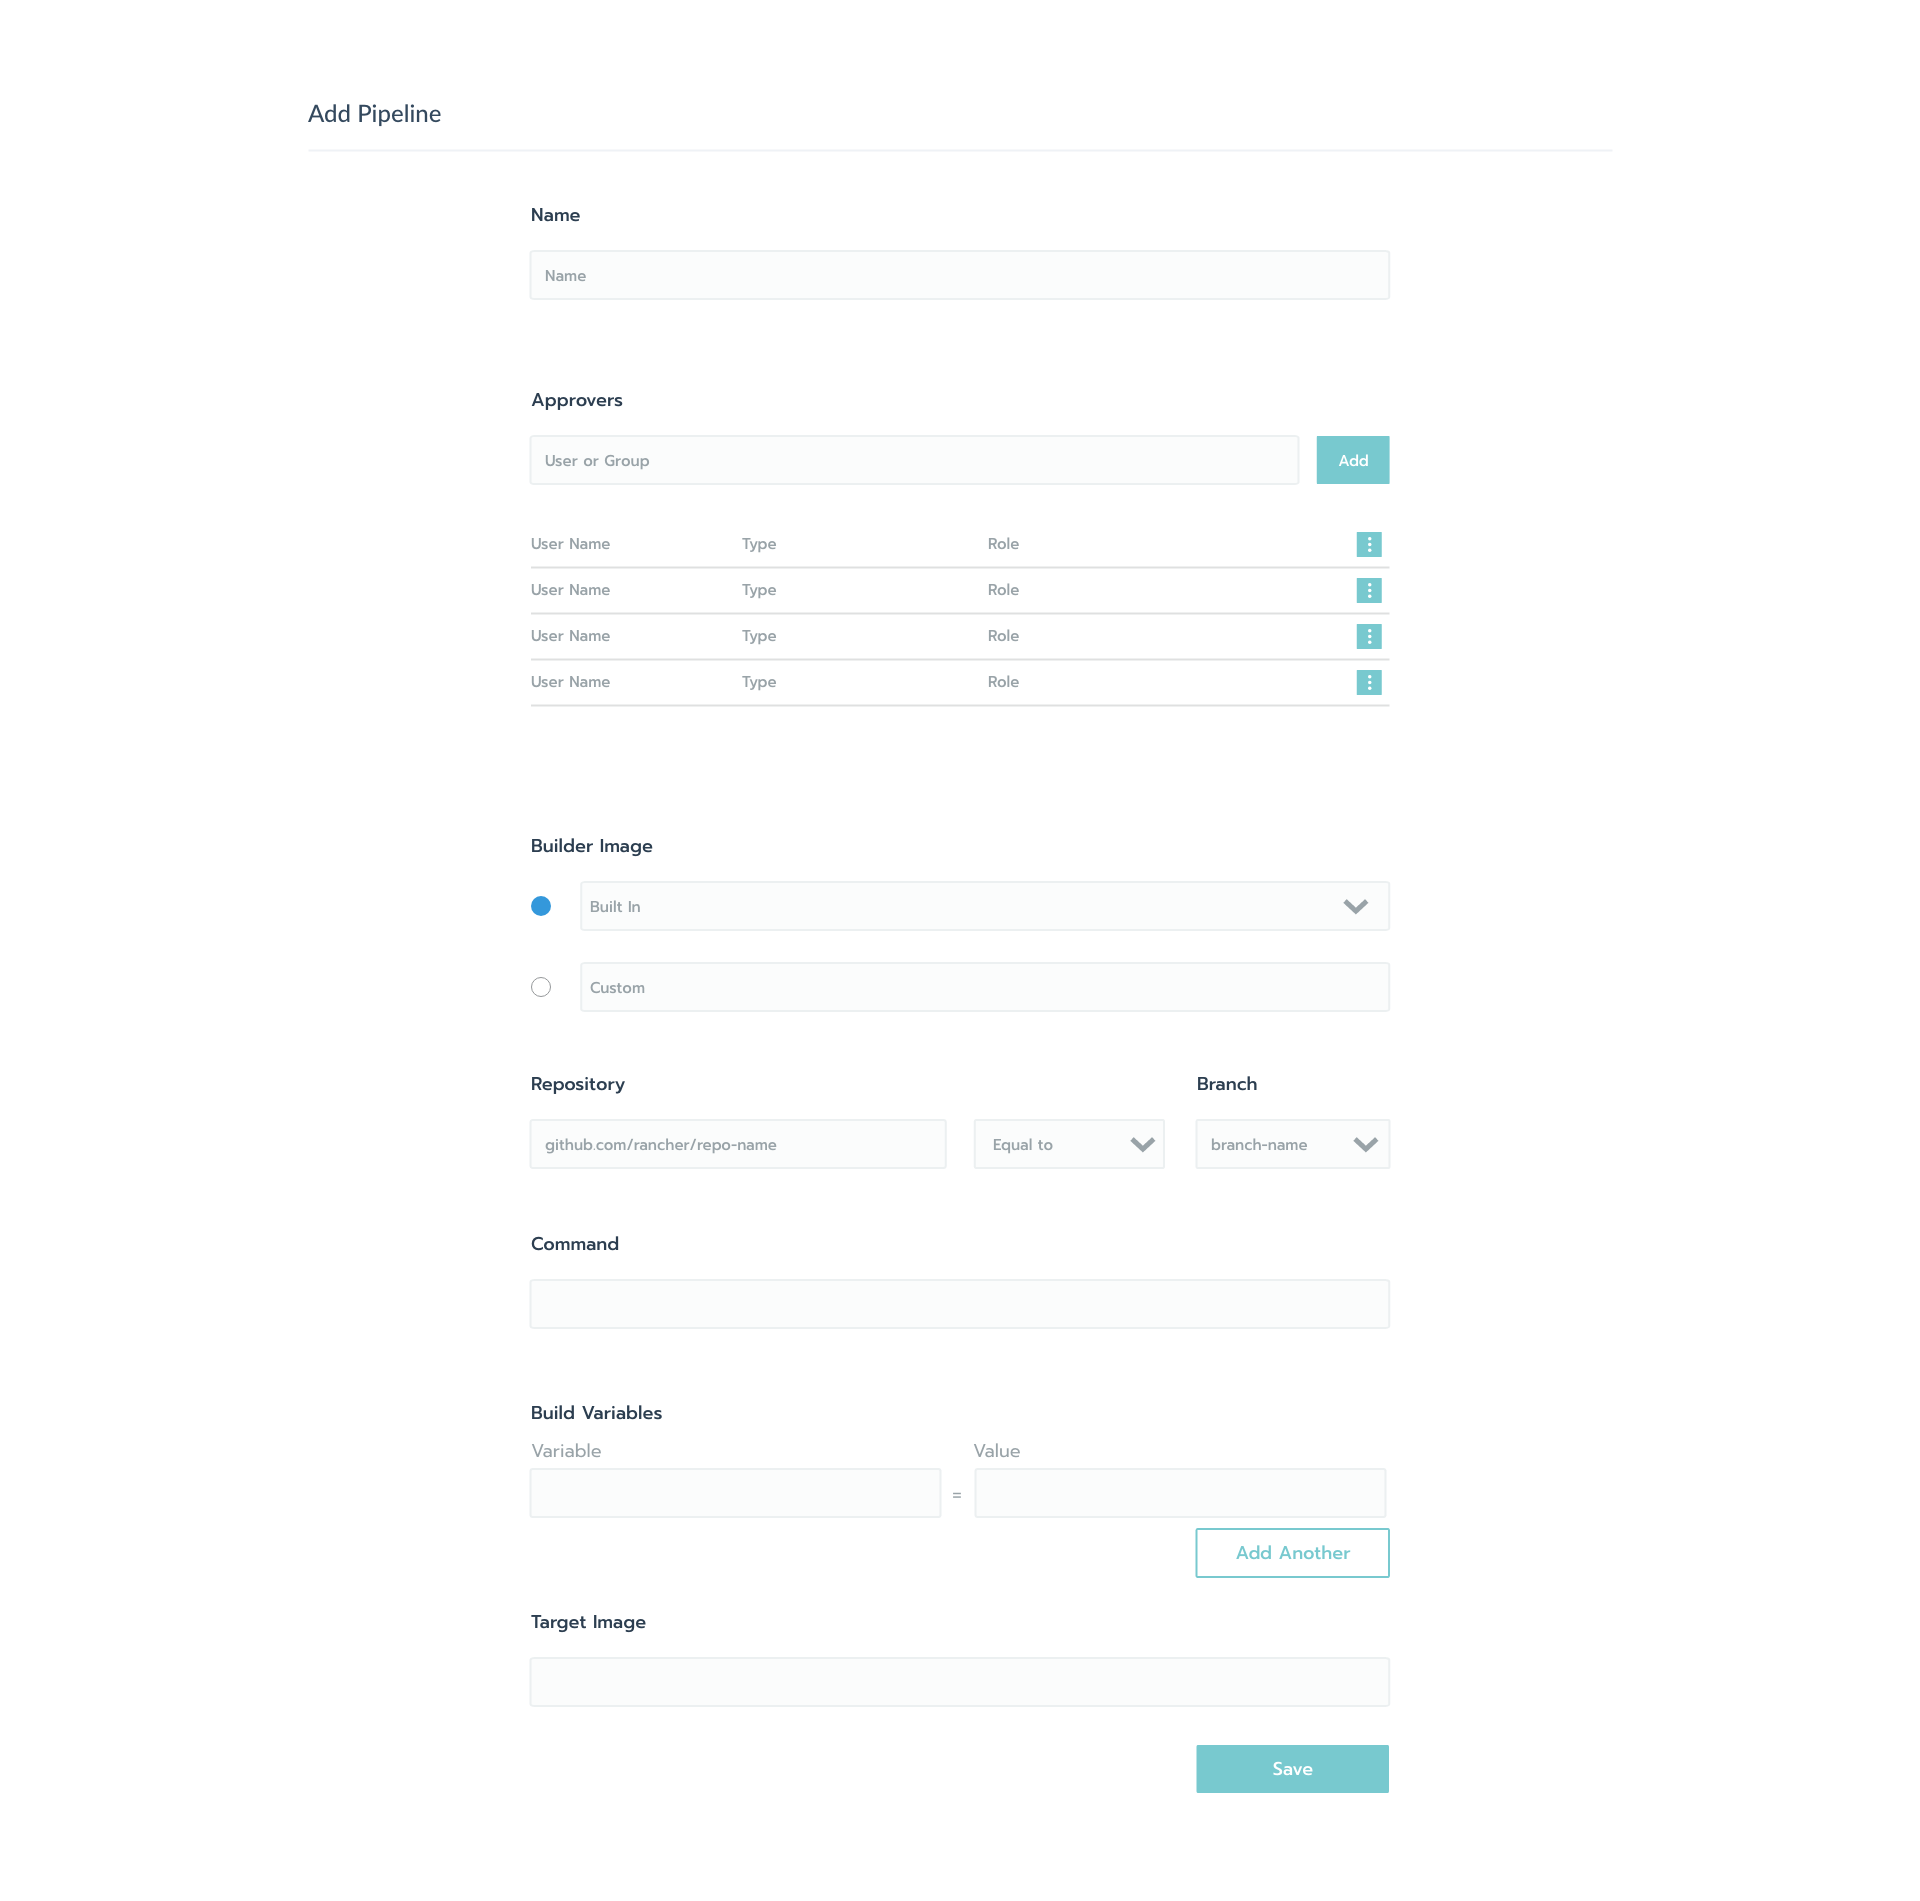 Add Pipeline
Name
Name
Approvers
User or Group Add
User Name Type Role
User Name Type Role
User Name Type Role
User Name Type Role
Builder Image
Built In
Custom
Repository Branch
github.com/rancher/repo-name Equal to branch-name
Command
Build Variables
Variable Value
=
Add Another
Target Image
Save